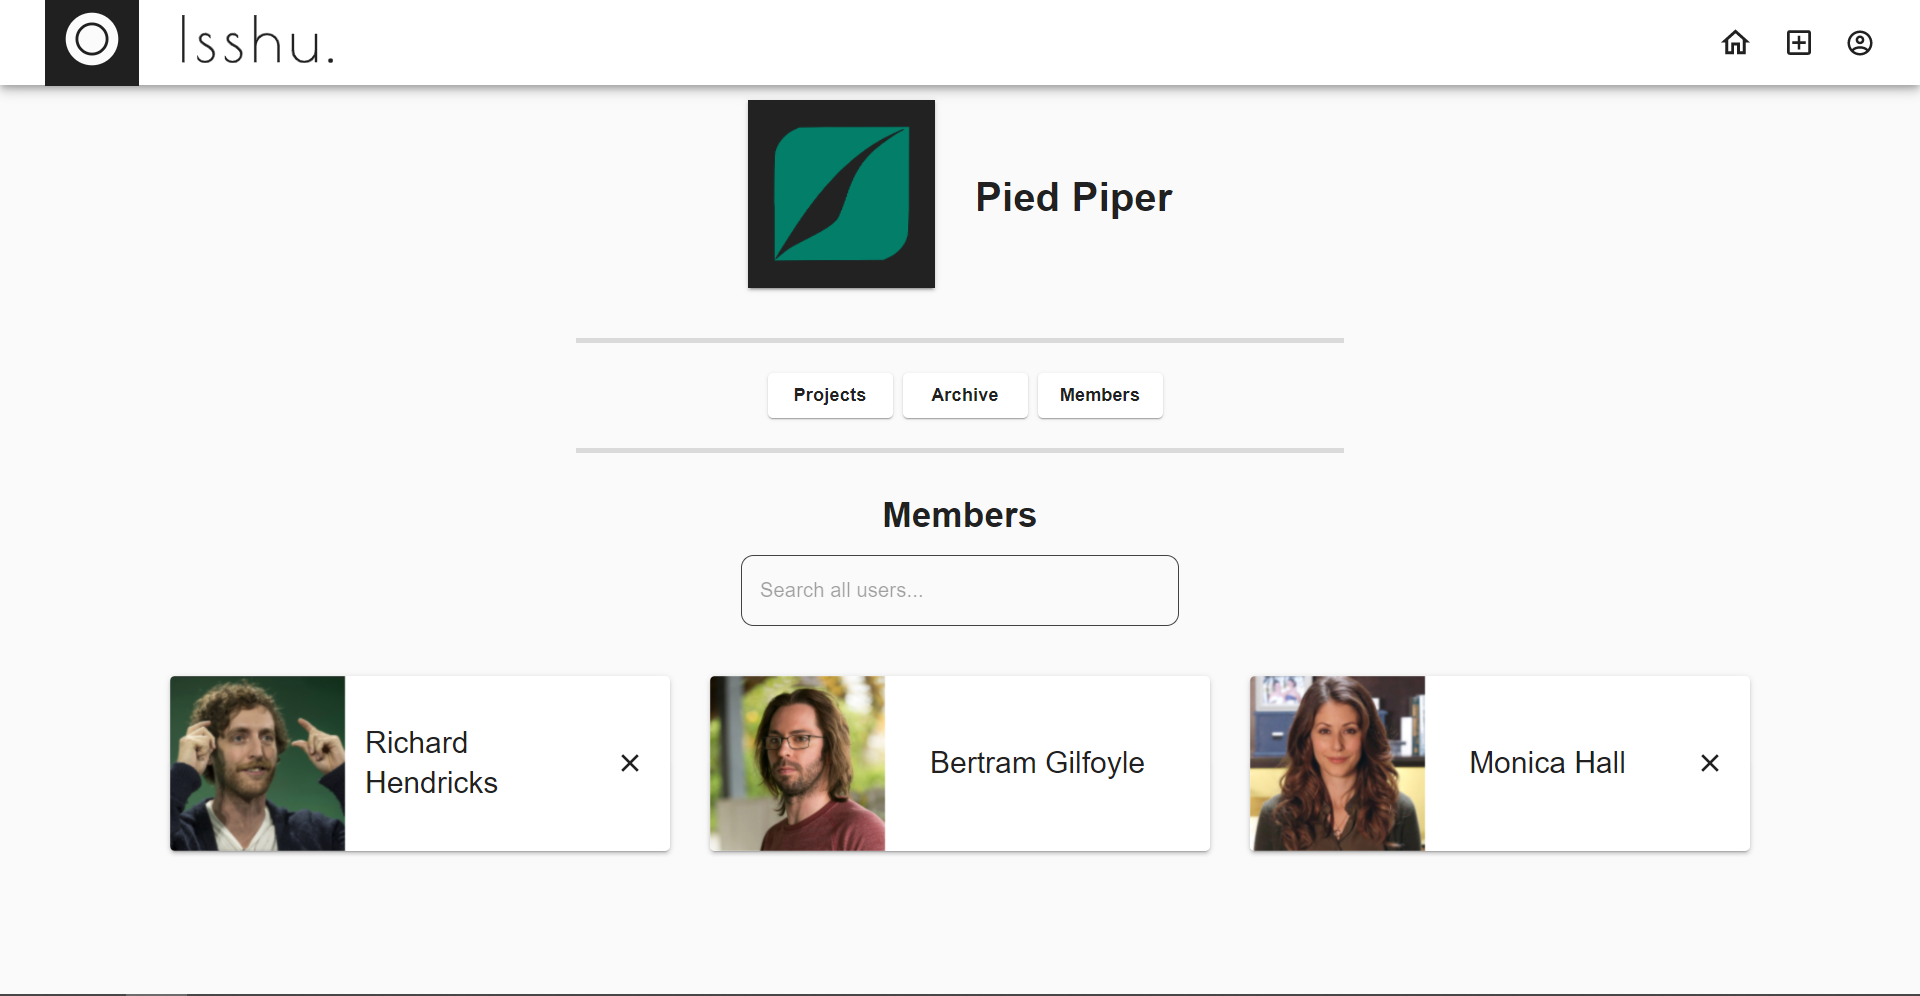 Isshu.
Pied Piper
Projects
Archive
Members
Members
Search all users...
Richard
Hendricks
Bertram Gilfoyle
Monica Hall